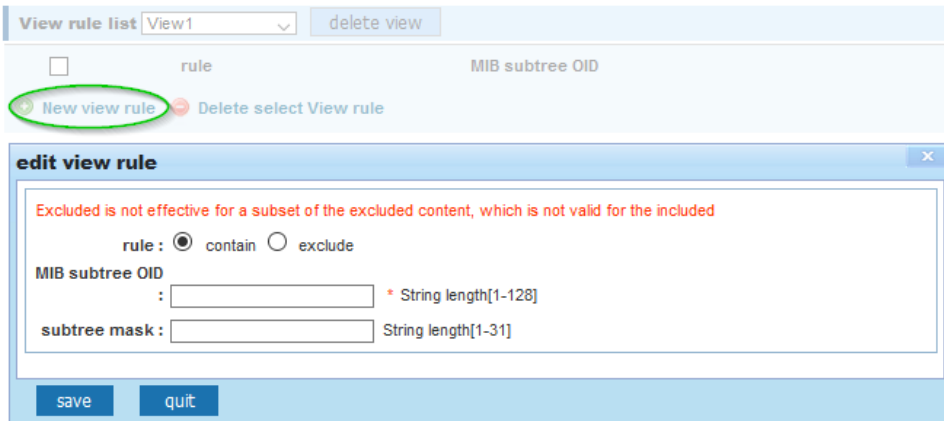 View rule list View1 delete view
rule MIB subtree OID
New view rule Delete select View rule
edit view rule
Excluded is not effective for a subset of the excluded content, which is not valid for the included
rule : contain exclude
MIB subtree OID
: * String length[1-128]
subtree mask : String length[1-31]
save quit